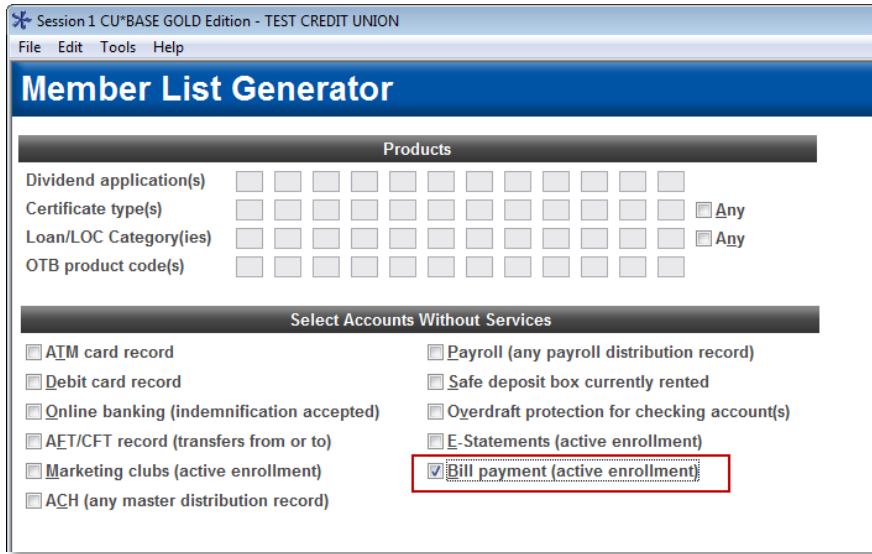 Session 1 CU*BASE GOLD Edition - TEST CREDIT UNION
File Edit Tools Help
Member List Generator
Products
Dividend application(s)
Certificate type(s) Any
Loan/LOC Category(ies) Any
OTB product code(s)
Select Accounts Without Services
ATM card record Payroll (any payroll distribution record)
Debit card record Safe deposit box currently rented
Online banking (indemnification accepted) Overdraft protection for checking account(s)
AFT/CFT record (transfers from or to) E-Statements (active enrollment)
Marketing clubs (active enrollment) Bill payment (active enrollment)
ACH (any master distribution record)